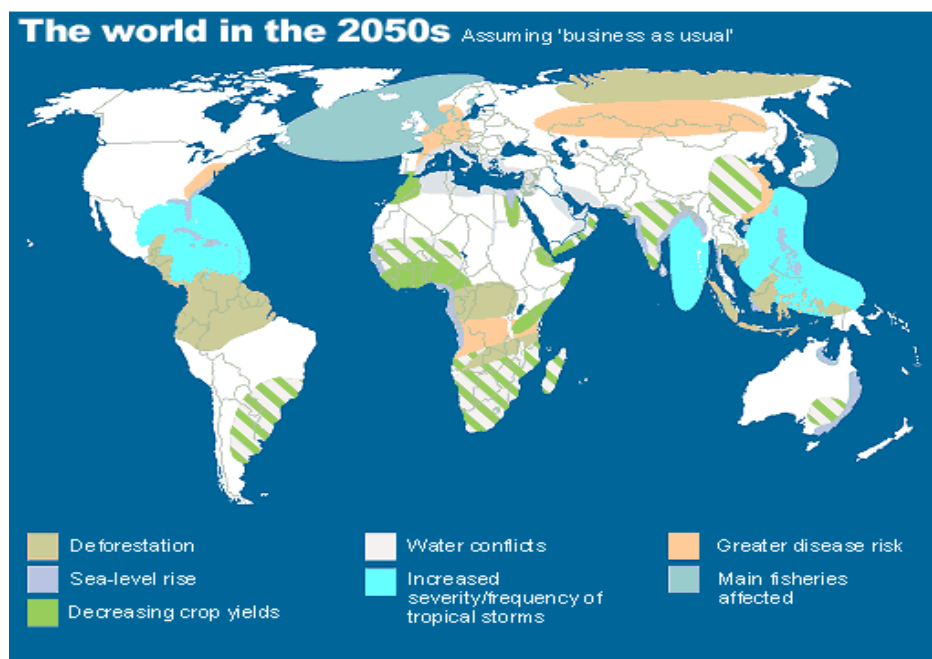 The world in the 2050s Assuming 'business as usual'
Deforestation
Sea-level rise
Decreasing crop yields
Water conflicts
Increased
severity/frequency of
tropical storms
Greater disease risk
Main fisheries
affected